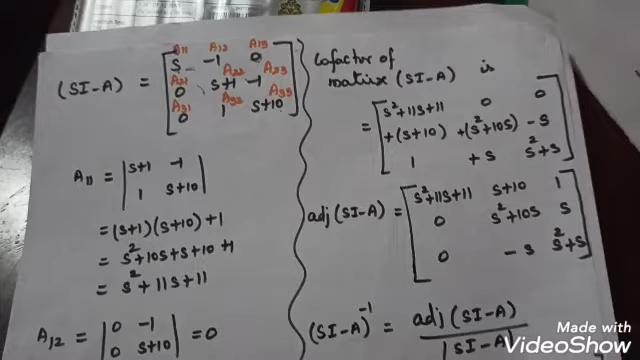 A11 A12 A13
(SI-A) = [ S -1 0
A21 A22 A23
0 S+1 -1
A31 A32 A33
0 1 S+10 ]
A11 = | S+1 -1
1 S+10 |
= (S+1)(S+10)+1
= S²+10S+S+10+1
= S²+11S+11
A12 = | 0 -1
0 S+10 | = 0
Cofactor of
matrix (SI-A) is
= [ S²+11S+11 0 0
+(S+10) +(S²+10S) -S
1 +S S²+S ]
adj(SI-A) = [ S²+11S+11 S+10 1
0 S²+10S S
0 -S S²+S ]
(SI-A)⁻¹ = adj(SI-A)
|SI-A|
Made with
VideoShow